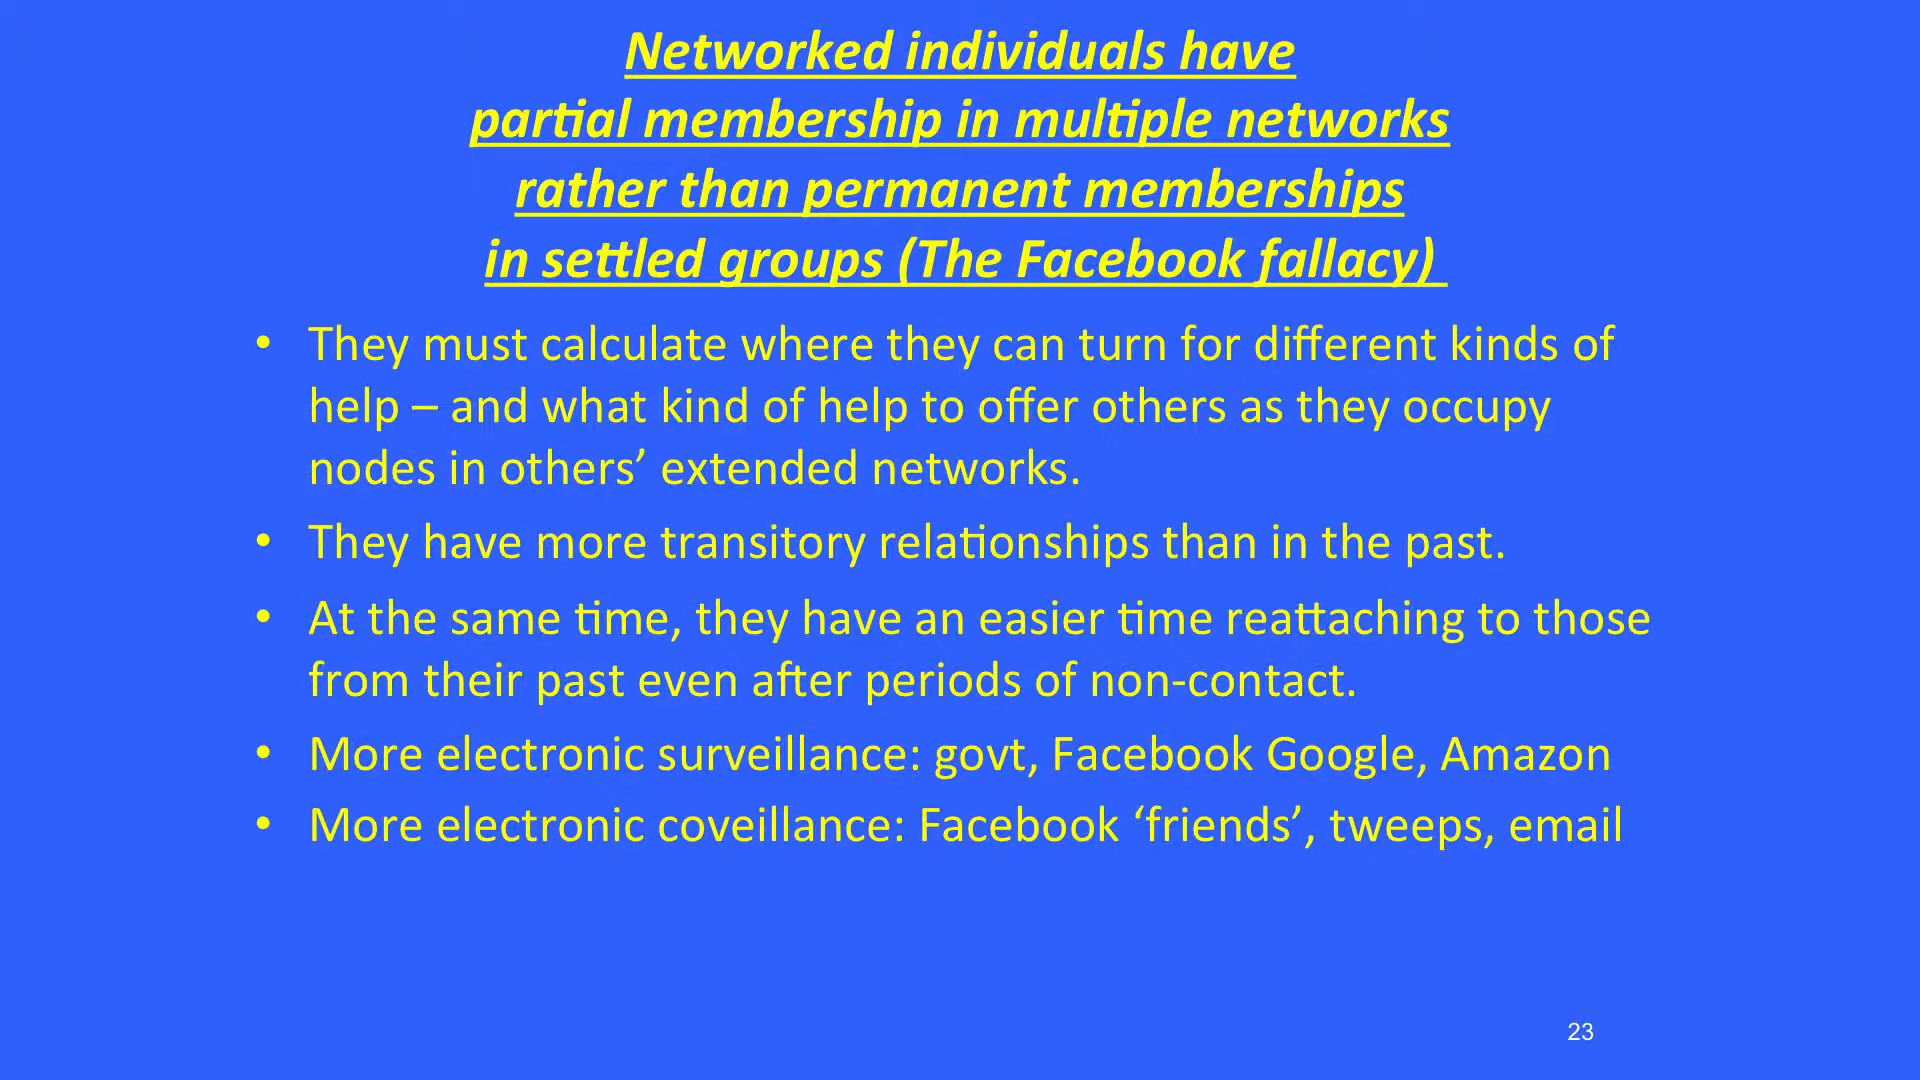 Networked individuals have
partial membership in multiple networks
rather than permanent memberships
in settled groups (The Facebook fallacy)
• They must calculate where they can turn for different kinds of
help – and what kind of help to offer others as they occupy
nodes in others’ extended networks.
• They have more transitory relationships than in the past.
• At the same time, they have an easier time reattaching to those
from their past even after periods of non-contact.
• More electronic surveillance: govt, Facebook Google, Amazon
• More electronic coveillance: Facebook ‘friends’, tweeps, email
23